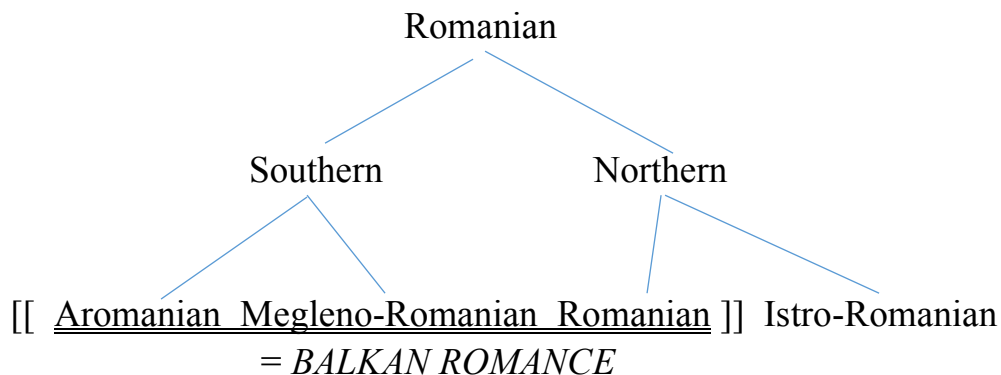 Romanian
Southern Northern
[[ Aromanian Megleno-Romanian Romanian ]] Istro-Romanian
= BALKAN ROMANCE